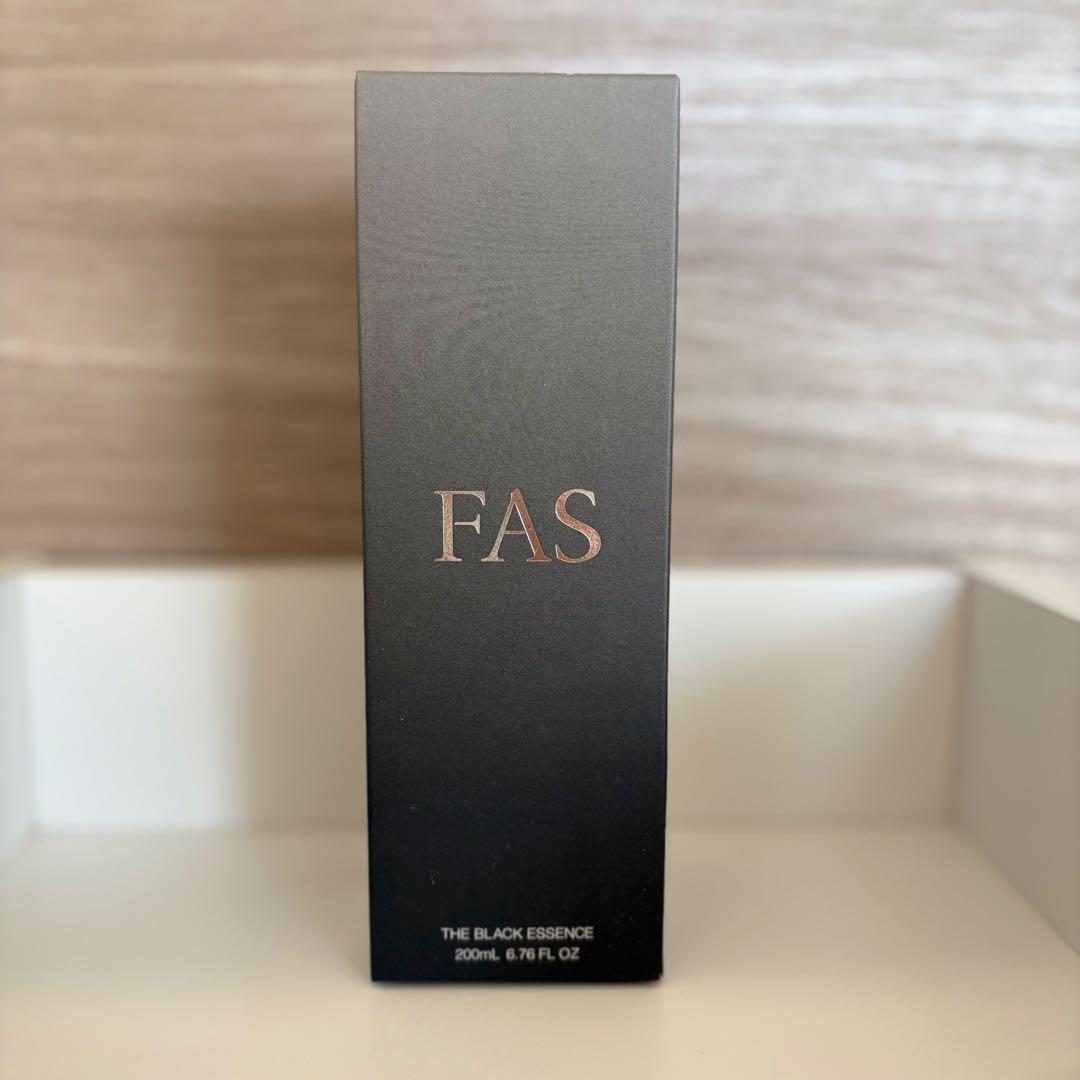 FAS
THE BLACK ESSENCE
200mL 6.76 FL OZ